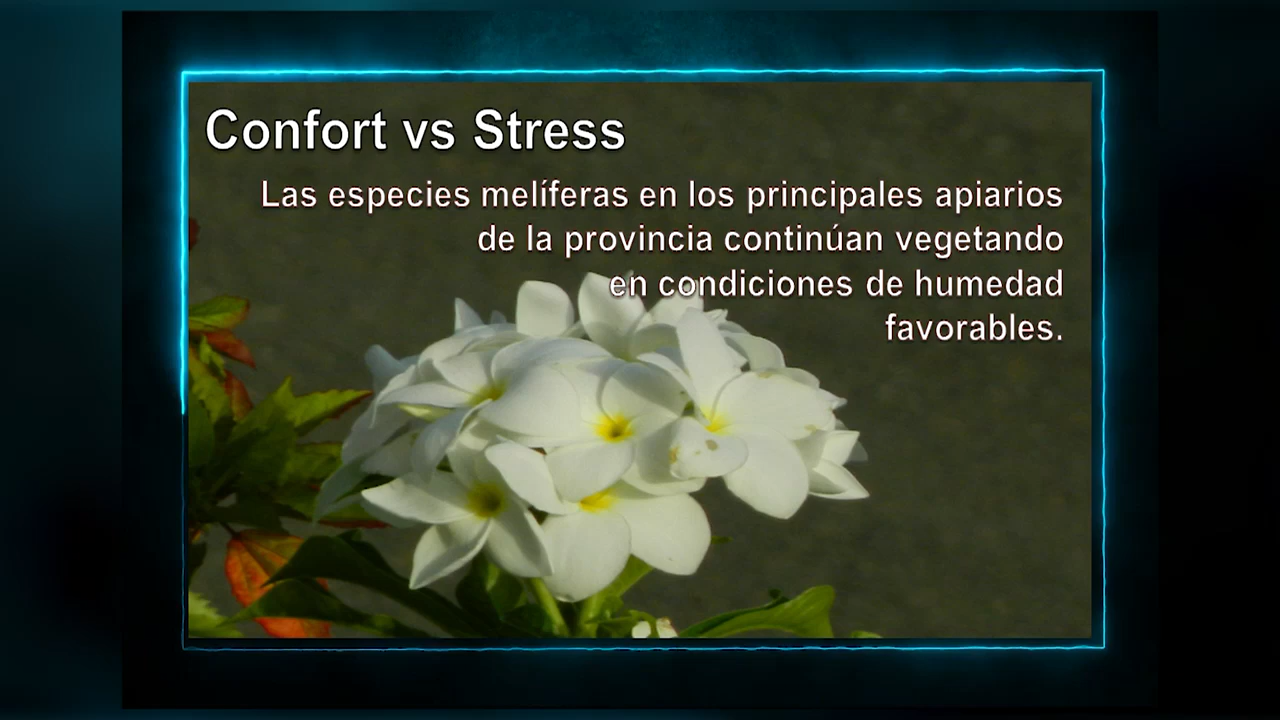 Confort vs Stress
Las especies melíferas en los principales apiarios
de la provincia continúan vegetando
en condiciones de humedad
favorables.